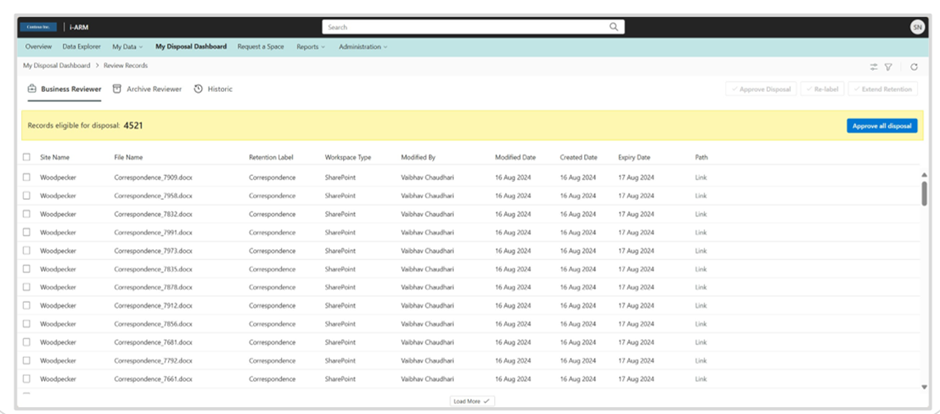 Contoso Inc. i-ARM Search SN
Overview Data Explorer My Data My Disposal Dashboard Request a Space Reports Administration
My Disposal Dashboard > Review Records
Business Reviewer Archive Reviewer Historic Approve Disposal Re-label Extend Retention
Records eligible for disposal: 4521 Approve all disposal
Site Name File Name Retention Label Workspace Type Modified By Modified Date Created Date Expiry Date Path
Woodpecker Correspondence_7909.docx Correspondence SharePoint Vaibhav Chaudhari 16 Aug 2024 16 Aug 2024 17 Aug 2024 Link
Woodpecker Correspondence_7958.docx Correspondence SharePoint Vaibhav Chaudhari 16 Aug 2024 16 Aug 2024 17 Aug 2024 Link
Woodpecker Correspondence_7832.docx Correspondence SharePoint Vaibhav Chaudhari 16 Aug 2024 16 Aug 2024 17 Aug 2024 Link
Woodpecker Correspondence_7991.docx Correspondence SharePoint Vaibhav Chaudhari 16 Aug 2024 16 Aug 2024 17 Aug 2024 Link
Woodpecker Correspondence_7973.docx Correspondence SharePoint Vaibhav Chaudhari 16 Aug 2024 16 Aug 2024 17 Aug 2024 Link
Woodpecker Correspondence_7835.docx Correspondence SharePoint Vaibhav Chaudhari 16 Aug 2024 16 Aug 2024 17 Aug 2024 Link
Woodpecker Correspondence_7878.docx Correspondence SharePoint Vaibhav Chaudhari 16 Aug 2024 16 Aug 2024 17 Aug 2024 Link
Woodpecker Correspondence_7912.docx Correspondence SharePoint Vaibhav Chaudhari 16 Aug 2024 16 Aug 2024 17 Aug 2024 Link
Woodpecker Correspondence_7856.docx Correspondence SharePoint Vaibhav Chaudhari 16 Aug 2024 16 Aug 2024 17 Aug 2024 Link
Woodpecker Correspondence_7681.docx Correspondence SharePoint Vaibhav Chaudhari 16 Aug 2024 16 Aug 2024 17 Aug 2024 Link
Woodpecker Correspondence_7792.docx Correspondence SharePoint Vaibhav Chaudhari 16 Aug 2024 16 Aug 2024 17 Aug 2024 Link
Woodpecker Correspondence_7661.docx Correspondence SharePoint Vaibhav Chaudhari 16 Aug 2024 16 Aug 2024 17 Aug 2024 Link
Load More